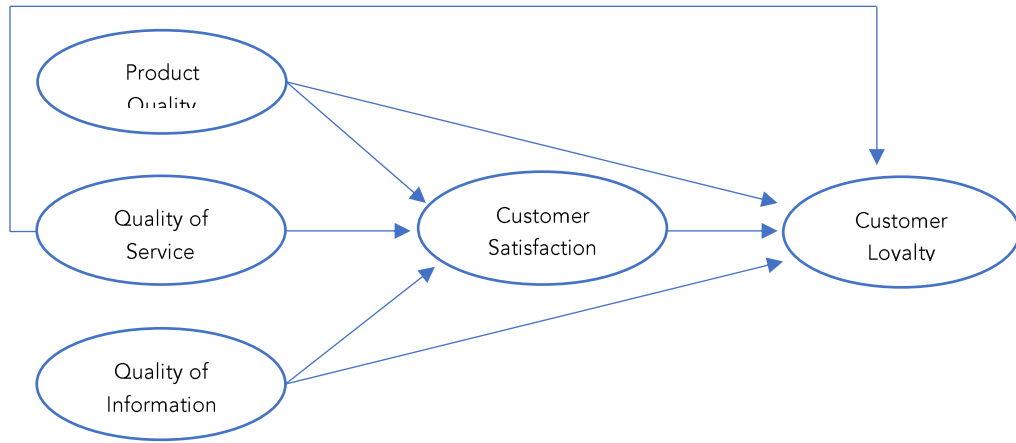 Product
Quality
Quality of
Service
Customer
Satisfaction
Customer
Loyalty
Quality of
Information